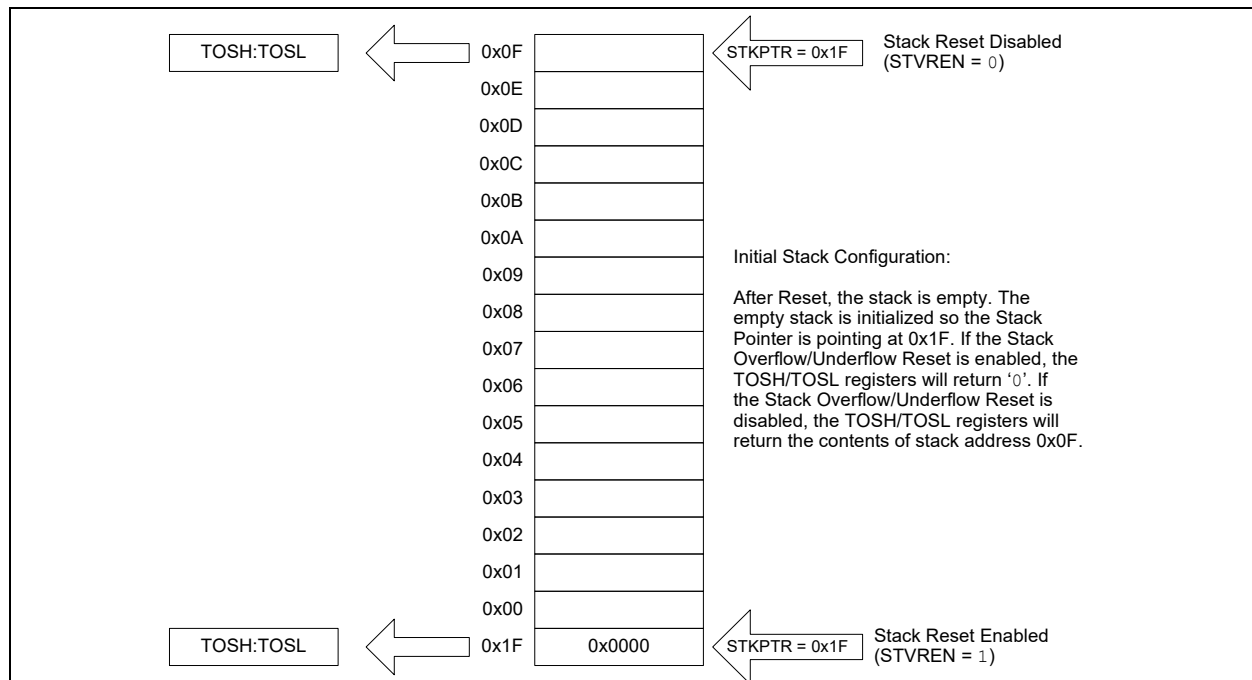 TOSH:TOSL
0x0F
STKPTR = 0x1F
Stack Reset Disabled
(STVREN = 0)
0x0E
0x0D
0x0C
0x0B
0x0A
0x09
0x08
0x07
0x06
0x05
0x04
0x03
0x02
0x01
0x00
Initial Stack Configuration:
After Reset, the stack is empty. The
empty stack is initialized so the Stack
Pointer is pointing at 0x1F. If the Stack
Overflow/Underflow Reset is enabled, the
TOSH/TOSL registers will return ‘0’. If
the Stack Overflow/Underflow Reset is
disabled, the TOSH/TOSL registers will
return the contents of stack address 0x0F.
TOSH:TOSL
0x1F
0x0000
STKPTR = 0x1F
Stack Reset Enabled
(STVREN = 1)